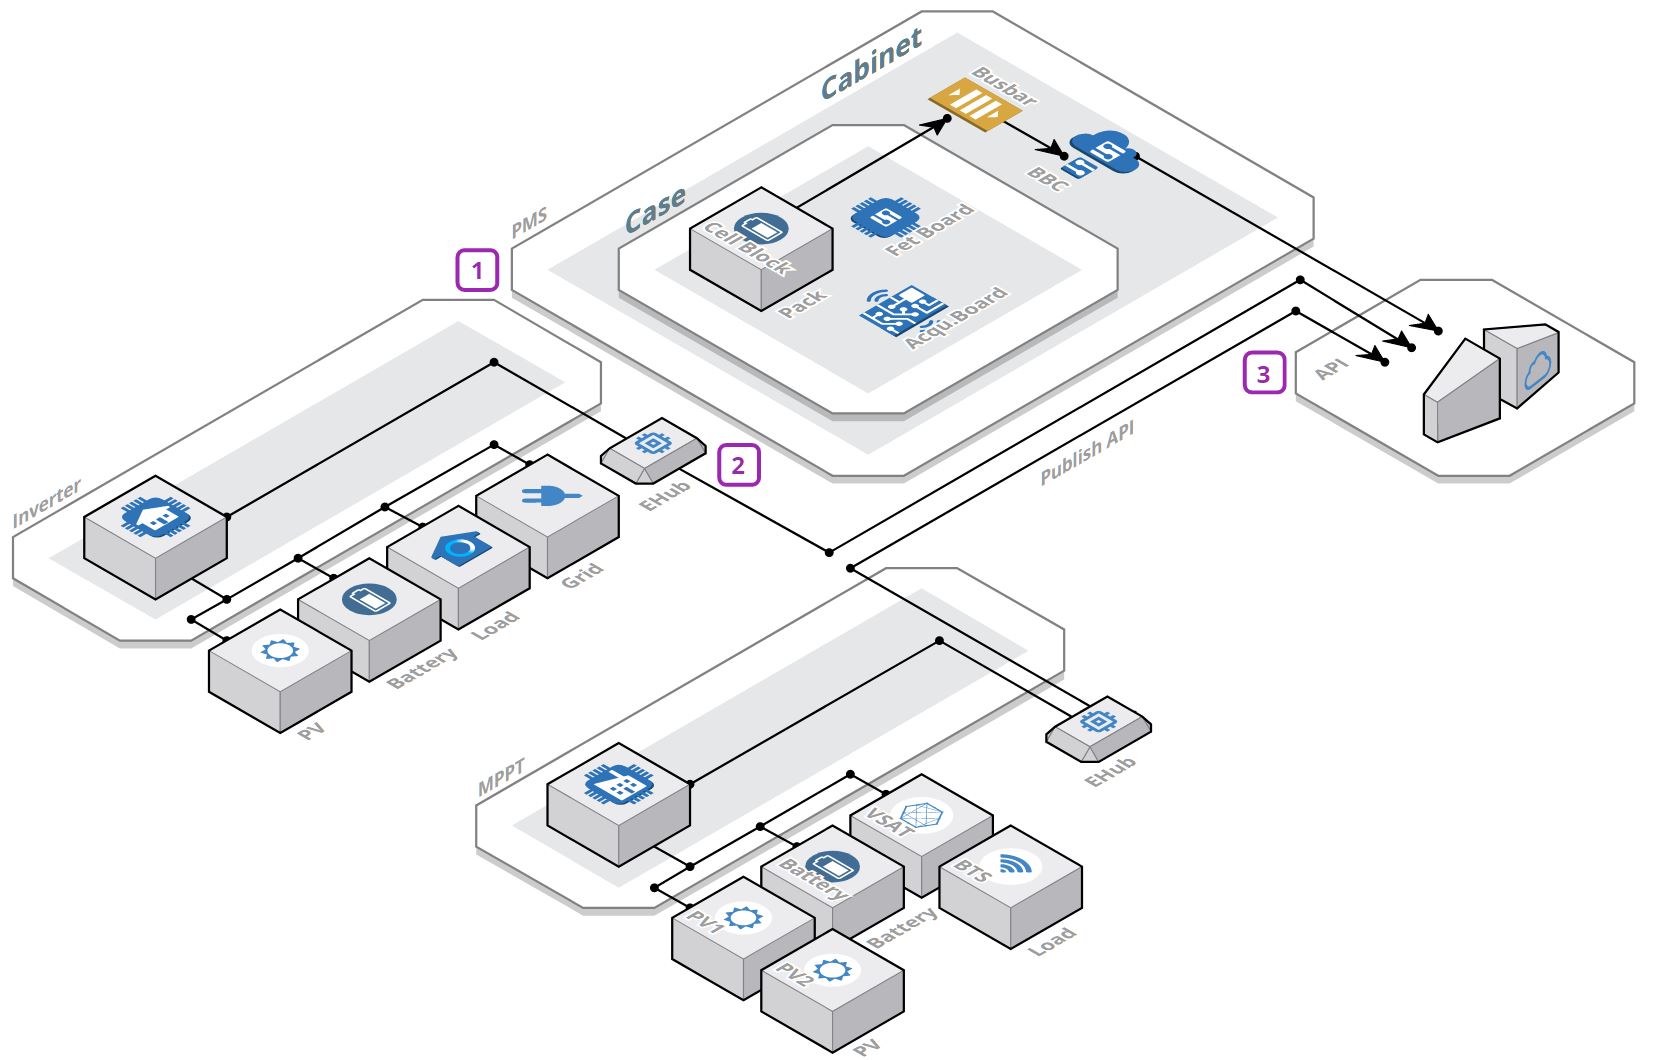 Cabinet
Busbar
BBC
PMS
Case
Cell Block
Pack
Fet Board
Acqu.Board
1
API
3
Publish API
Inverter
EHub
2
Grid
Load
Battery
PV
MPPT
EHub
VSAT
BTS
Load
Battery
Battery
PV1
PV2
PV